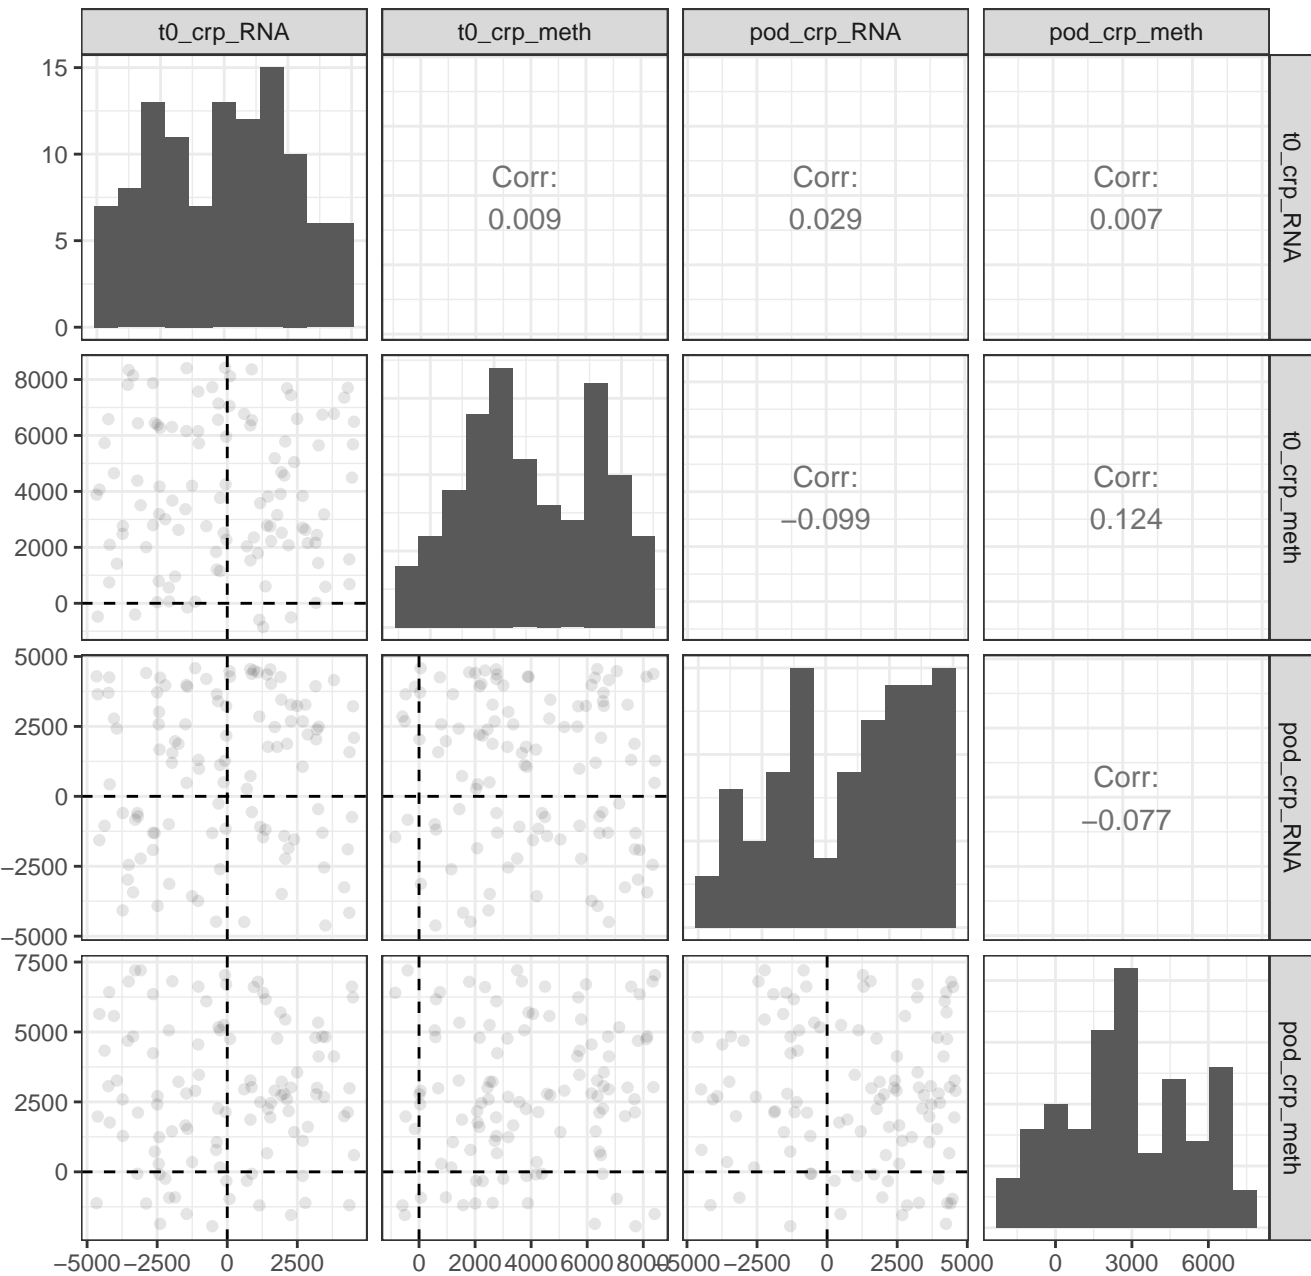 t0_crp_RNA t0_crp_meth pod_crp_RNA pod_crp_meth
15
10
5
0
Corr:
0.009
Corr:
0.029
Corr:
0.007
t0_crp_RNA
8000
6000
4000
2000
0
Corr:
−0.099
Corr:
0.124
t0_crp_meth
5000
2500
0
−2500
−5000
Corr:
−0.077
pod_crp_RNA
7500
5000
2500
0
pod_crp_meth
−5000 −2500 0 2500 0 2000 4000 6000 8000 −5000 −2500 0 2500 5000 0 3000 6000